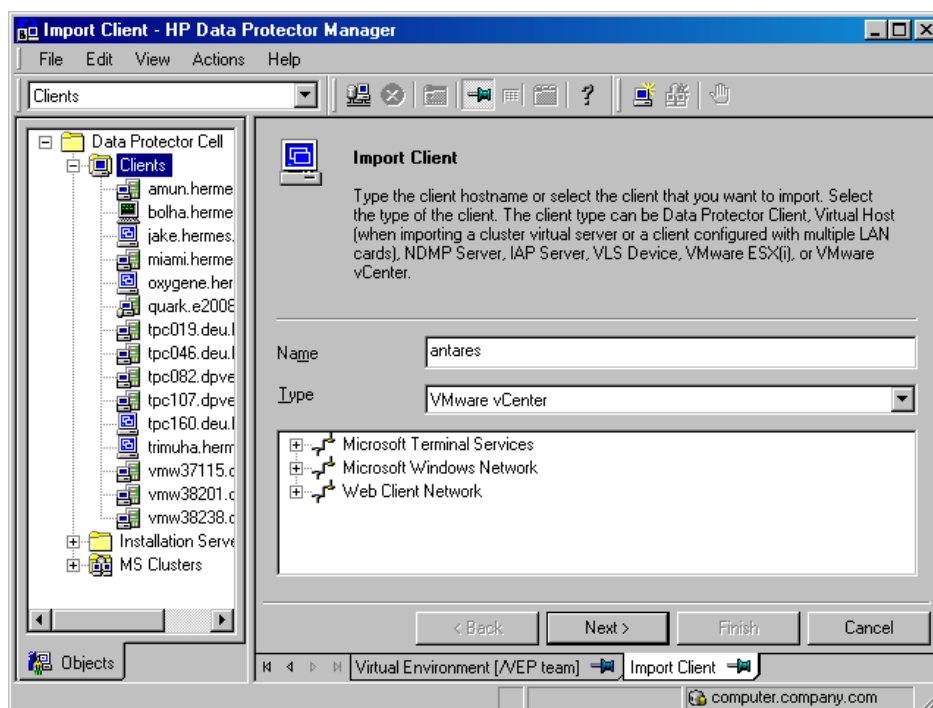 Import Client - HP Data Protector Manager
File Edit View Actions Help
Clients
Data Protector Cell
Clients
amun.herme
bolha.herme
jake.hermes.
miami.herme
oxygene.her
quark.e2008
tpc019.deu.l
tpc046.deu.l
tpc082.dpve
tpc107.dpve
tpc160.deu.l
trimuha.herm
vmw37115.c
vmw38201.c
vmw38238.c
Installation Serve
MS Clusters
Objects
Import Client
Type the client hostname or select the client that you want to import. Select
the type of the client. The client type can be Data Protector Client, Virtual Host
(when importing a cluster virtual server or a client configured with multiple LAN
cards), NDMP Server, IAP Server, VLS Device, VMware ESX(i), or VMware
vCenter.
Name antares
Type VMware vCenter
Microsoft Terminal Services
Microsoft Windows Network
Web Client Network
< Back Next > Finish Cancel
Virtual Environment [/VEP team] Import Client
computer.company.com